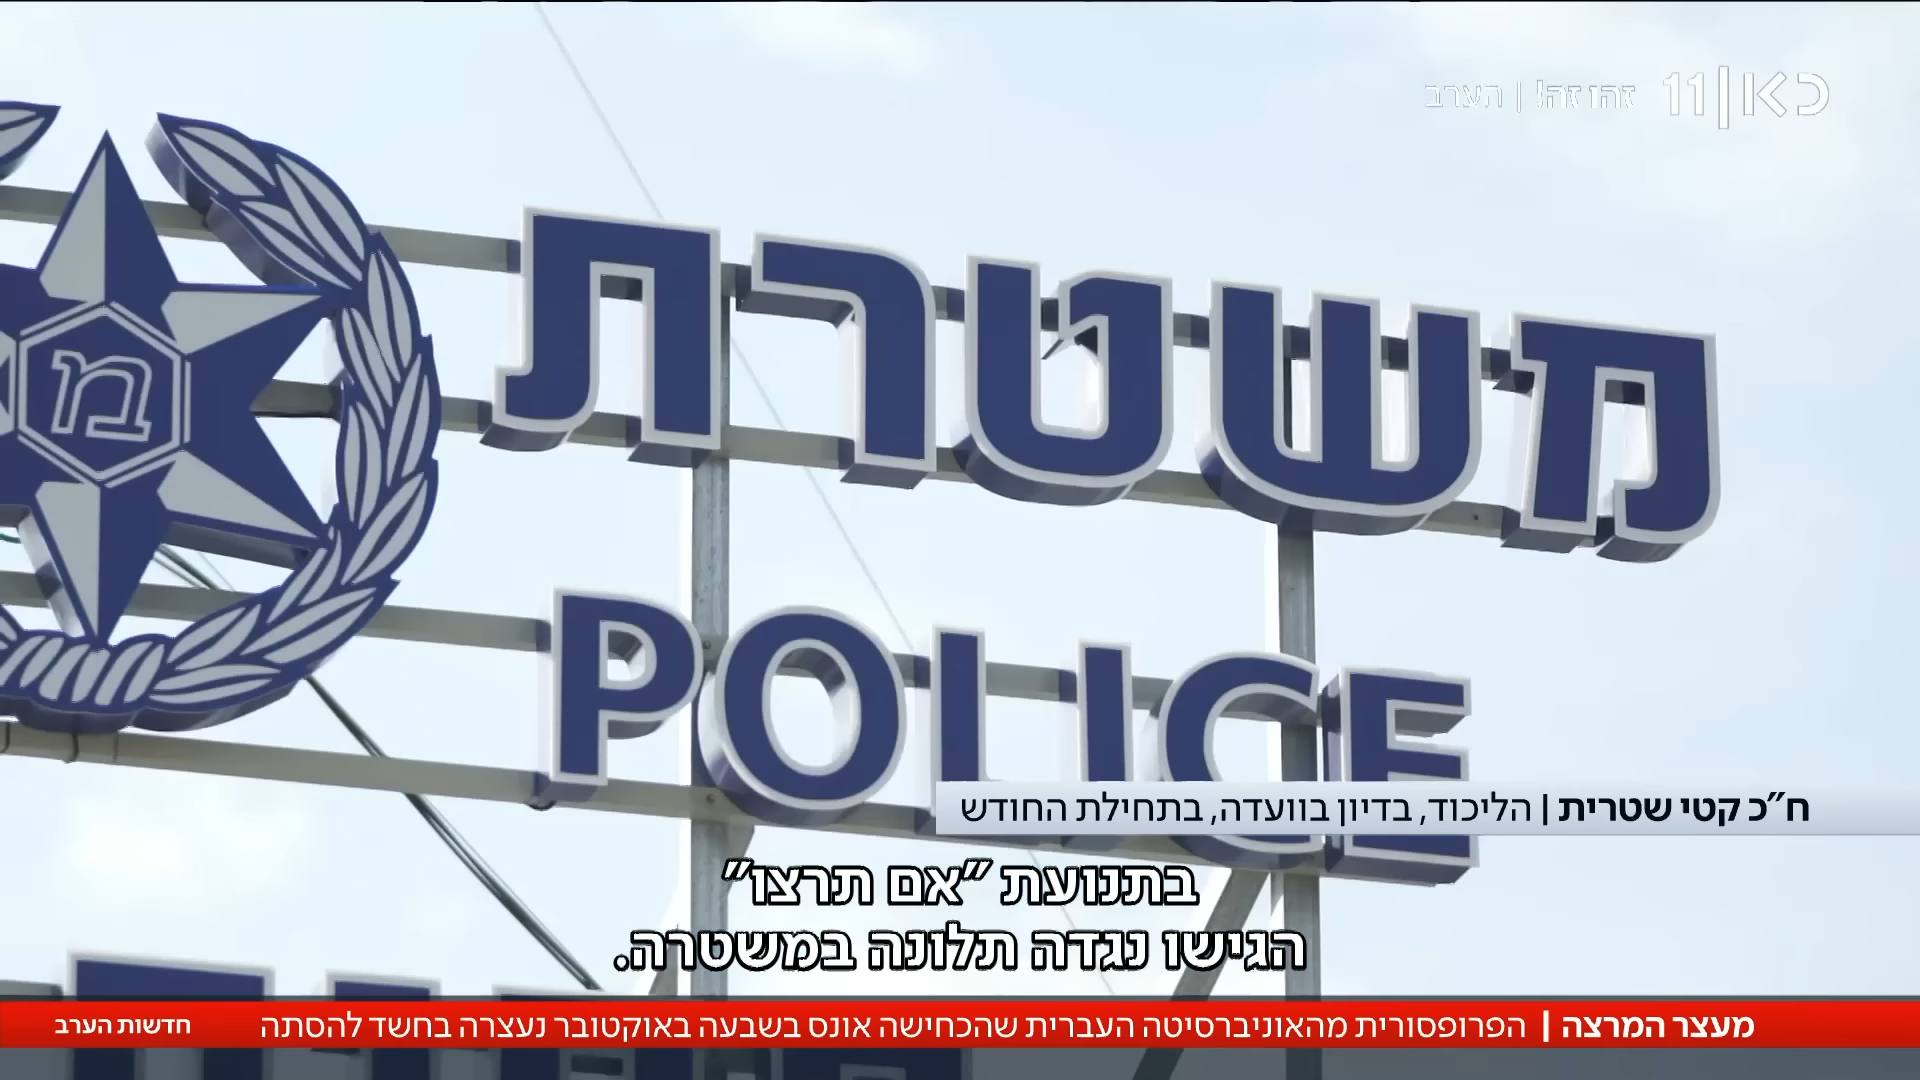 כאן|11 זהו זה! | הערב
משטרת
מ
POLICE
ח"כ קטי שטרית | הליכוד, בדיון בוועדה, בתחילת החודש
בתנועת "אם תרצו"
הגישו נגדה תלונה במשטרה.
מעצר המרצה | הפרופסורית מהאוניברסיטה העברית שהכחישה אונס בשבעה באוקטובר נעצרה בחשד להסתה
חדשות הערב